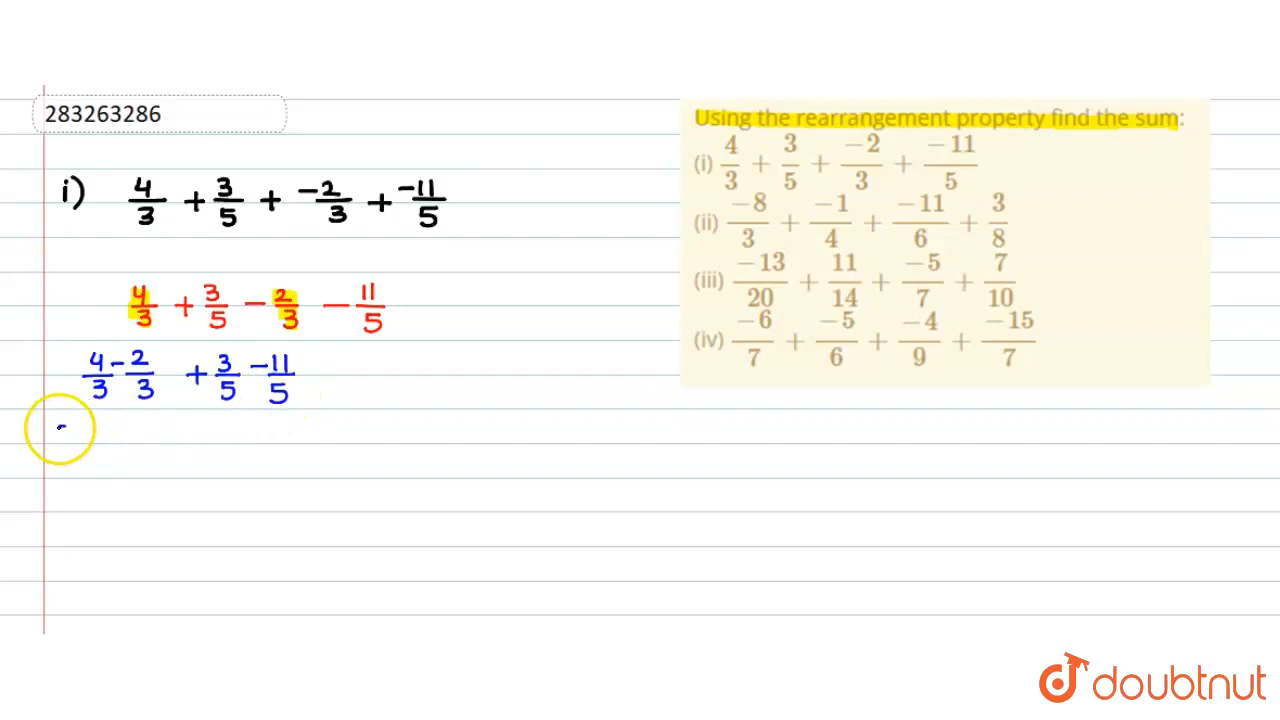 283263286
i) 4/3 + 3/5 + -2/3 + -11/5
4/3 + 3/5 - 2/3 - 11/5
4/3 - 2/3 + 3/5 - 11/5
Using the rearrangement property find the sum:
(i) 4/3 + 3/5 + -2/3 + -11/5
(ii) -8/3 + -1/4 + -11/6 + 3/8
(iii) -13/20 + 11/14 + -5/7 + 7/10
(iv) -6/7 + -5/6 + -4/9 + -15/7
doubtnut